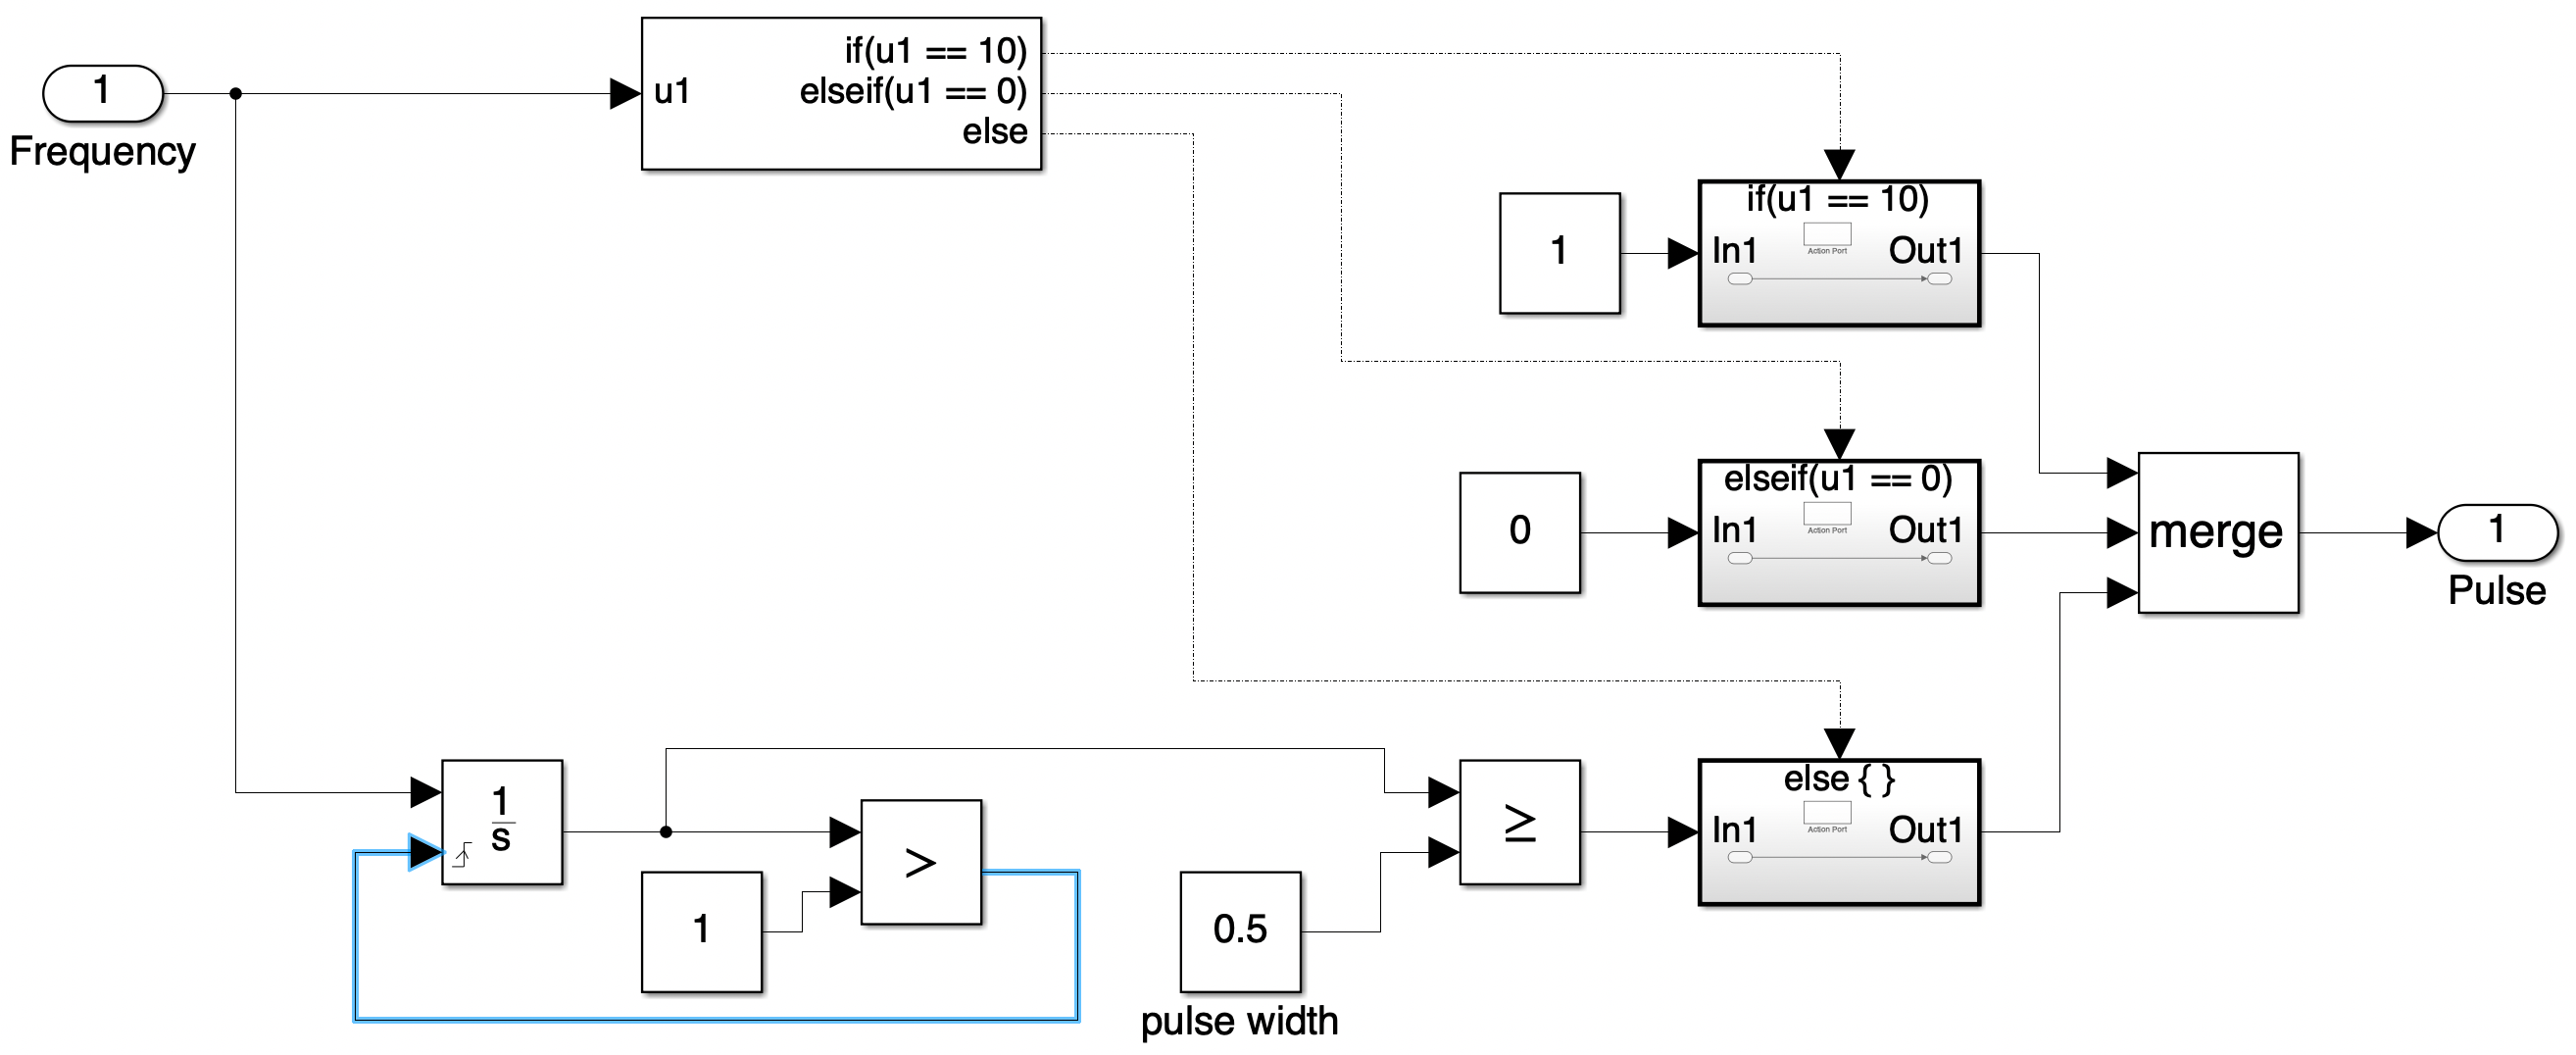 1
Frequency
u1
if(u1 == 10)
elseif(u1 == 0)
else
1
if(u1 == 10)
In1
Action Port
Out1
0
elseif(u1 == 0)
In1
Action Port
Out1
merge
1
Pulse
1
s
1
>
0.5
pulse width
≥
else { }
In1
Action Port
Out1